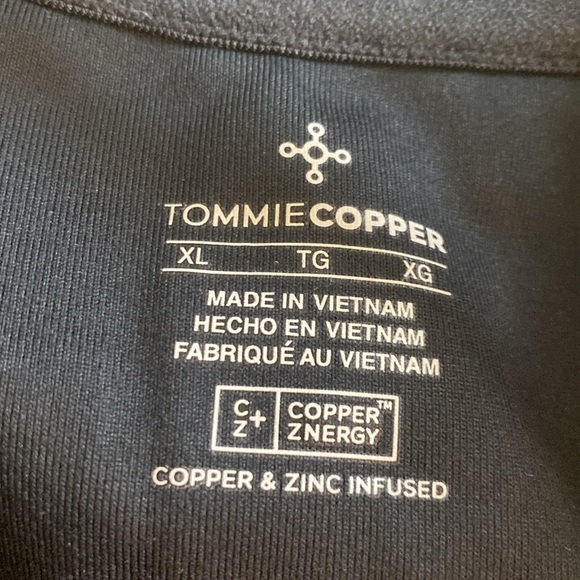 TOMMIECOPPER
XL TG XG
MADE IN VIETNAM
HECHO EN VIETNAM
FABRIQUÉ AU VIETNAM
C
Z+
COPPER™
ZNERGY
COPPER & ZINC INFUSED